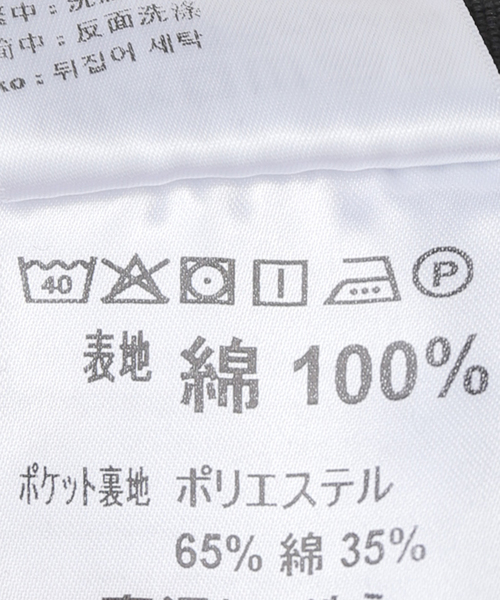 中 : 反面洗涤
ko : 뒤집어 세탁
40 P
表地 綿 100%
ポケット裏地 ポリエステル
65% 綿 35%